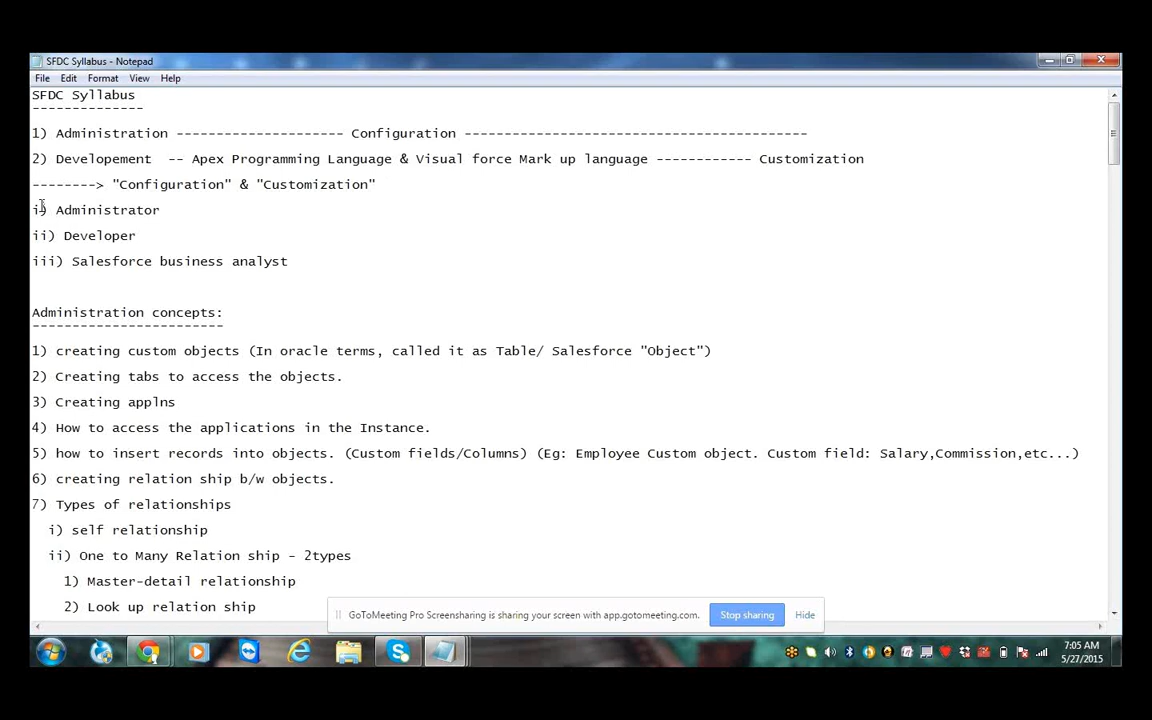 SFDC Syllabus - Notepad
File Edit Format View Help
SFDC Syllabus
--------------
1) Administration --------------------- Configuration -------------------------------------------
2) Developement -- Apex Programming Language & Visual force Mark up language ------------ Customization
--------> "Configuration" & "Customization"
i) Administrator
ii) Developer
iii) Salesforce business analyst
Administration concepts:
------------------------
1) creating custom objects (In oracle terms, called it as Table/ Salesforce "Object")
2) Creating tabs to access the objects.
3) Creating applns
4) How to access the applications in the Instance.
5) how to insert records into objects. (Custom fields/Columns) (Eg: Employee Custom object. Custom field: Salary,Commission,etc...)
6) creating relation ship b/w objects.
7) Types of relationships
i) self relationship
ii) One to Many Relation ship - 2types
1) Master-detail relationship
2) Look up relation ship
GoToMeeting Pro Screensharing is sharing your screen with app.gotomeeting.com. Stop sharing Hide
7:05 AM
5/27/2015